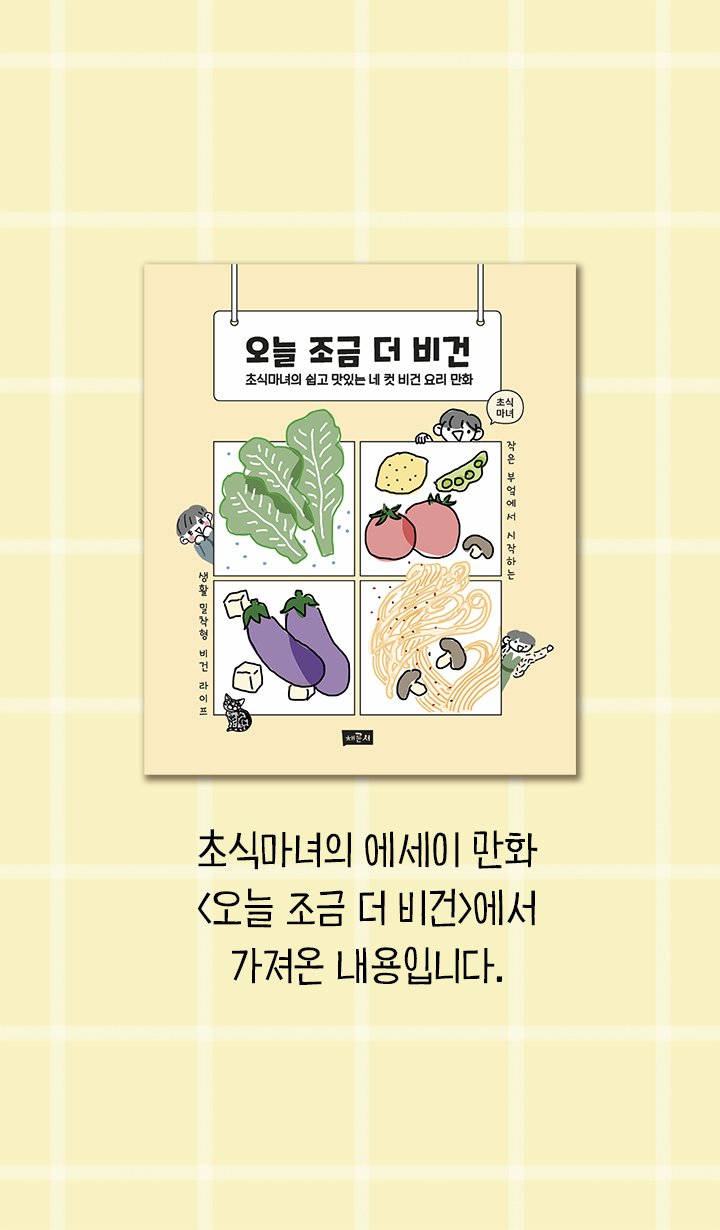 오늘 조금 더 비건
초식마녀의 쉽고 맛있는 네 컷 비건 요리 만화
초식
마녀
작은 부엌에서 시작하는
생활 밀착형 비건 라이프
채륜서
초식마녀의 에세이 만화
<오늘 조금 더 비건>에서
가져온 내용입니다.